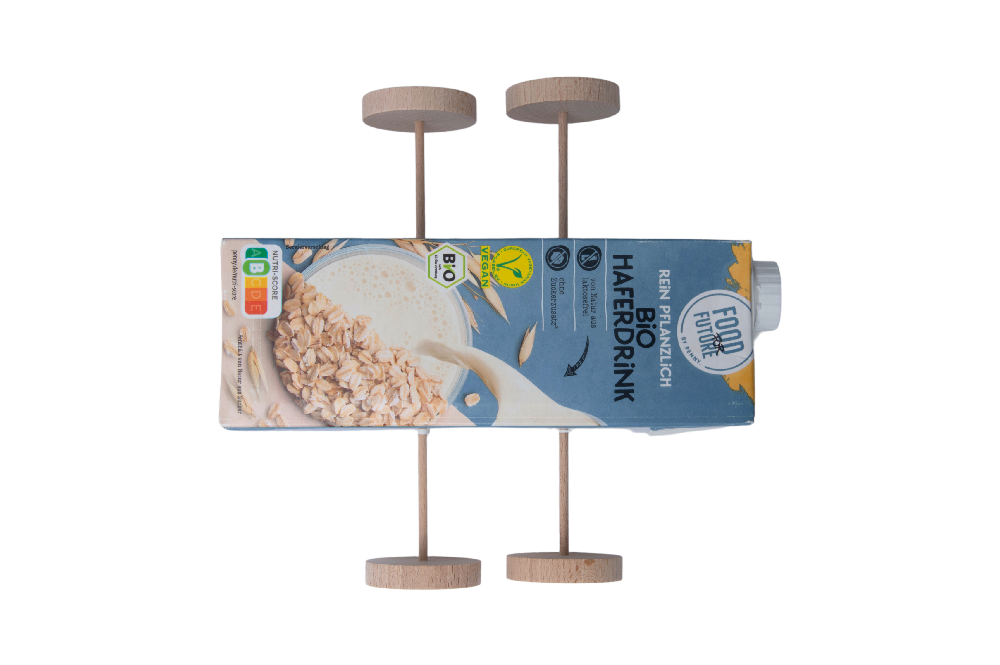 FOOD
FOR
FUTURE
BY PENNY.
REiN PFLANZLiCH
BiO
HAFERDRiNK
von Natur aus
laktosefrei
ohne
Zuckerzusatz²
EUROPEAN VEGETARIAN UNION
V-LABEL.EU
VEGAN
Bio
nach
EG-Öko-Verordnung
Serviervorschlag
NUTRI-SCORE
A B C D E
penny.de/nutri-score
²enthält von Natur aus Zucker